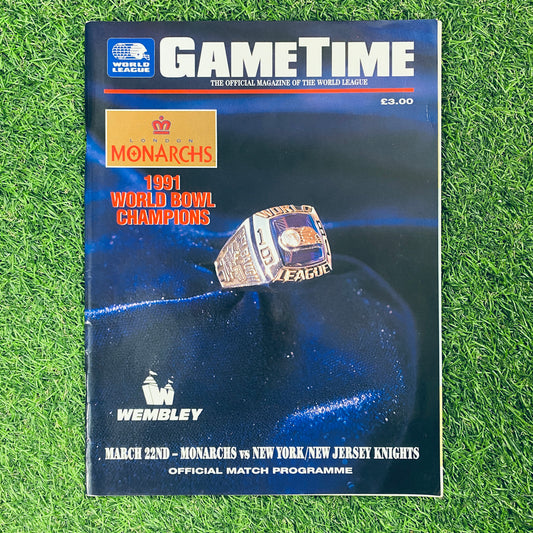 WORLD
LEAGUE
GAMETIME
THE OFFICIAL MAGAZINE OF THE WORLD LEAGUE
£3.00
LONDON
MONARCHS
1991
WORLD BOWL
CHAMPIONS
WORLD
LEAGUE
WEMBLEY
MARCH 22ND – MONARCHS vs NEW YORK/NEW JERSEY KNIGHTS
OFFICIAL MATCH PROGRAMME